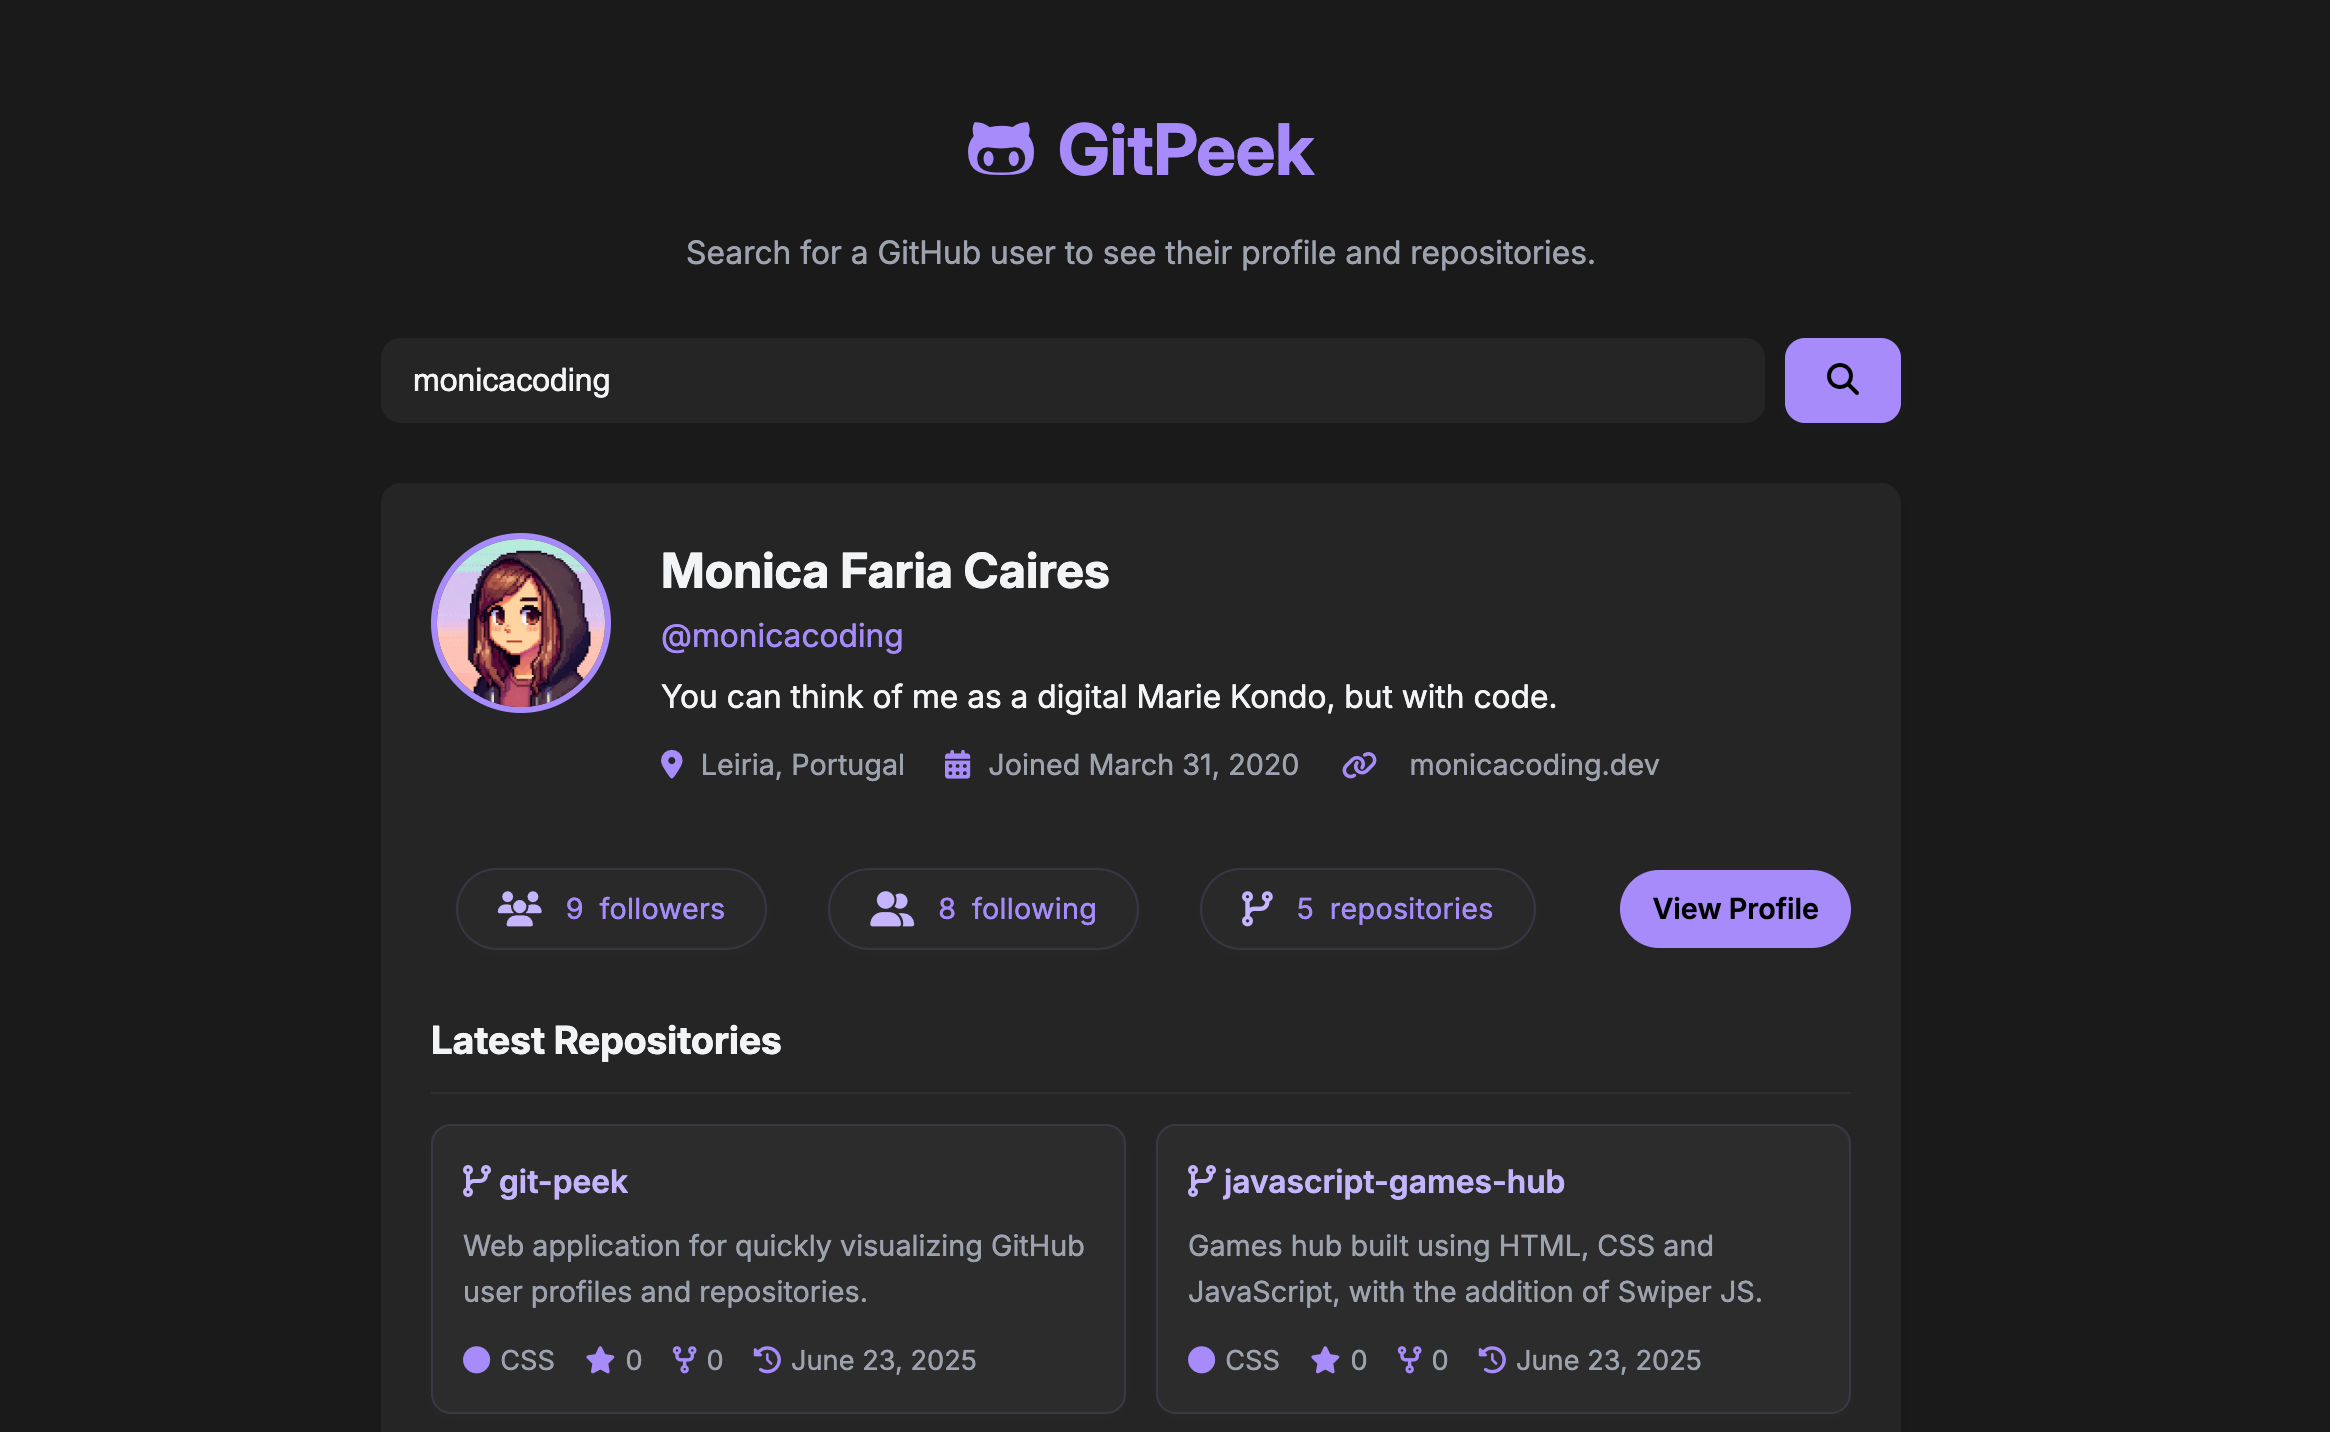 GitPeek
Search for a GitHub user to see their profile and repositories.
monicacoding
Monica Faria Caires
@monicacoding
You can think of me as a digital Marie Kondo, but with code.
Leiria, Portugal Joined March 31, 2020 monicacoding.dev
9 followers 8 following 5 repositories View Profile
Latest Repositories
git-peek
Web application for quickly visualizing GitHub
user profiles and repositories.
CSS 0 0 June 23, 2025
javascript-games-hub
Games hub built using HTML, CSS and
JavaScript, with the addition of Swiper JS.
CSS 0 0 June 23, 2025